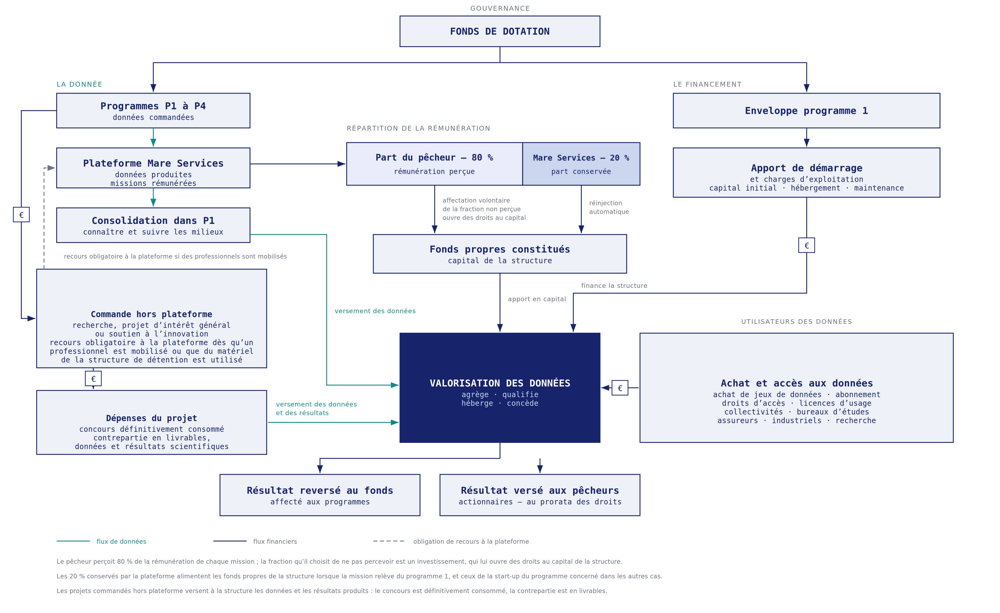 GOUVERNANCE
FONDS DE DOTATION
LA DONNÉE
LE FINANCEMENT
Programmes P1 à P4
données commandées
Enveloppe programme 1
RÉPARTITION DE LA RÉMUNÉRATION
Plateforme Mare Services
données produites
missions rémunérées
Part du pêcheur — 80 %
rémunération perçue
Mare Services — 20 %
part conservée
Apport de démarrage
et charges d’exploitation
capital initial · hébergement · maintenance
affectation volontaire
de la fraction non perçue
ouvre des droits au capital
réinjection
automatique
€
Consolidation dans P1
connaître et suivre les milieux
Fonds propres constitués
capital de la structure
€
recours obligatoire à la plateforme si des professionnels sont mobilisés
finance la structure
apport en capital
versement des données
Commande hors plateforme
recherche, projet d’intérêt général
ou soutien à l’innovation
recours obligatoire à la plateforme dès qu’un
professionnel est mobilisé ou que du matériel
de la structure de détention est utilisé
UTILISATEURS DES DONNÉES
€
VALORISATION DES DONNÉES
agrège · qualifie
héberge · concède
€
Achat et accès aux données
achat de jeux de données · abonnement
droits d’accès · licences d’usage
collectivités · bureaux d’études
assureurs · industriels · recherche
versement des données
et des résultats
Dépenses du projet
concours définitivement consommé
contrepartie en livrables,
données et résultats scientifiques
Résultat reversé au fonds
affecté aux programmes
Résultat versé aux pêcheurs
actionnaires — au prorata des droits
flux de données
flux financiers
obligation de recours à la plateforme
Le pêcheur perçoit 80 % de la rémunération de chaque mission ; la fraction qu’il choisit de ne pas percevoir est un investissement, qui lui ouvre des droits au capital de la structure.
Les 20 % conservés par la plateforme alimentent les fonds propres de la structure lorsque la mission relève du programme 1, et ceux de la start-up du programme concerné dans les autres cas.
Les projets commandés hors plateforme versent à la structure les données et les résultats produits : le concours est définitivement consommé, la contrepartie est en livrables.